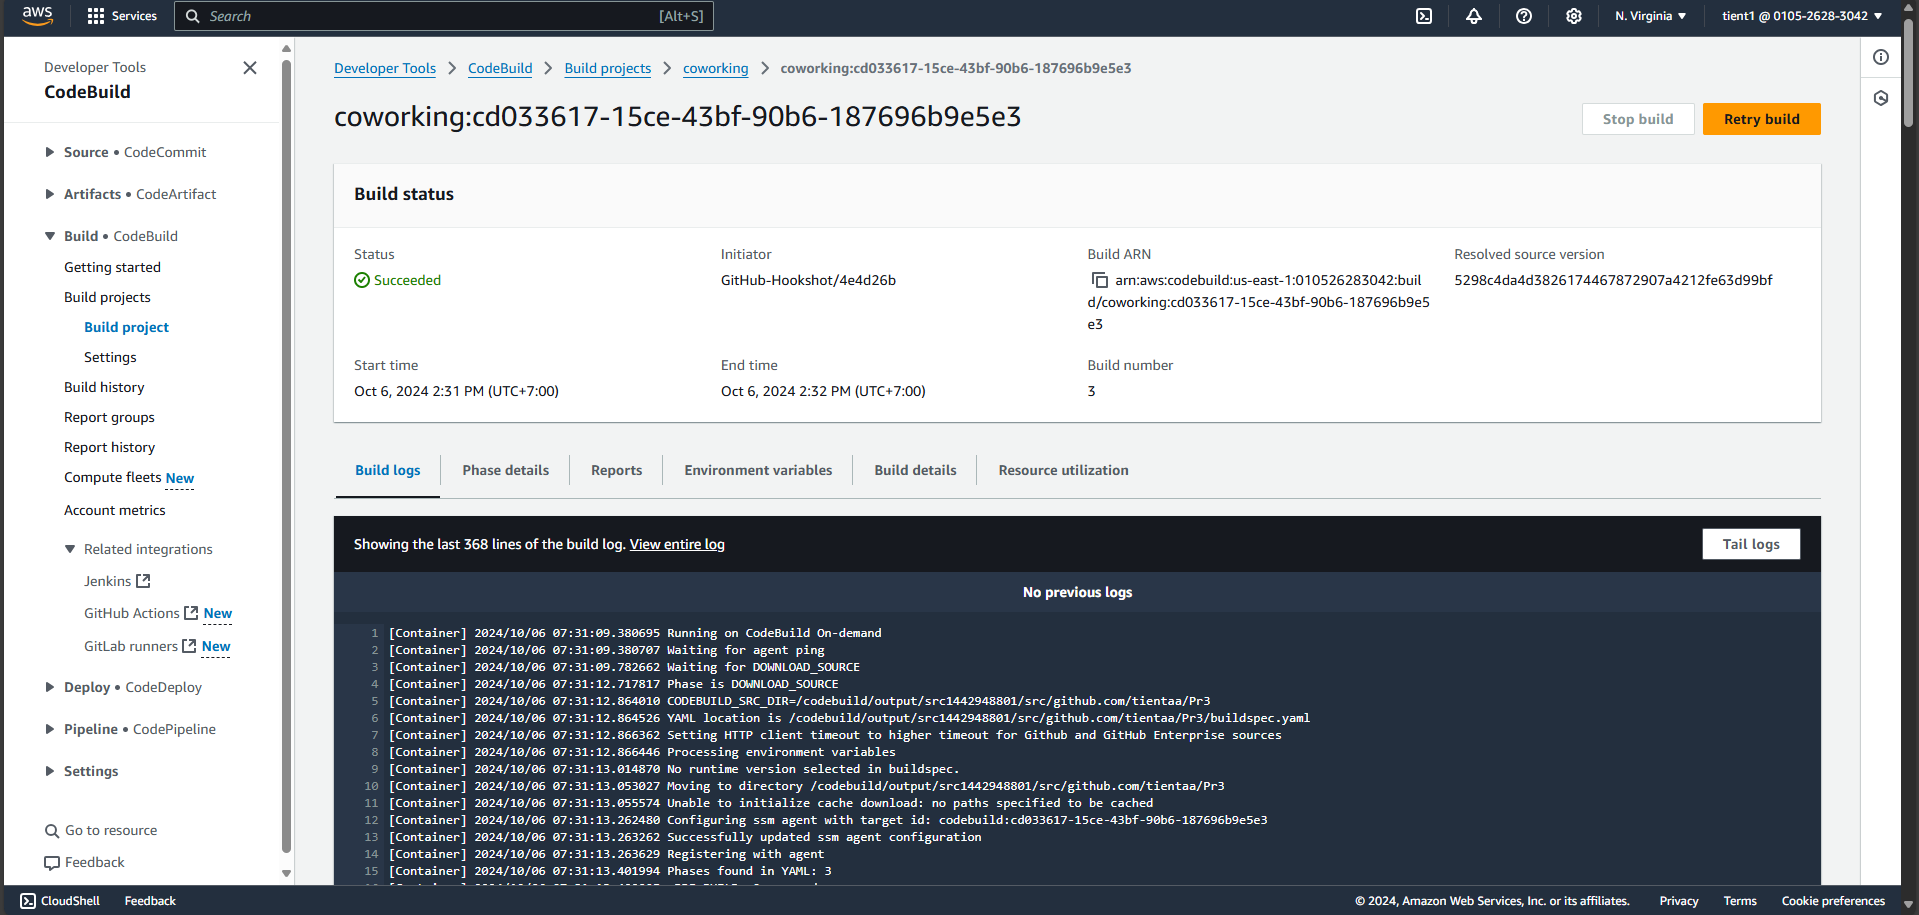 aws
Services
Search
[Alt+S]
N. Virginia
tient1 @ 0105-2628-3042
Developer Tools
CodeBuild
Source • CodeCommit
Artifacts • CodeArtifact
Build • CodeBuild
Getting started
Build projects
Build project
Settings
Build history
Report groups
Report history
Compute fleets New
Account metrics
Related integrations
Jenkins
GitHub Actions New
GitLab runners New
Deploy • CodeDeploy
Pipeline • CodePipeline
Settings
Go to resource
Feedback
Developer Tools > CodeBuild > Build projects > coworking > coworking:cd033617-15ce-43bf-90b6-187696b9e5e3
coworking:cd033617-15ce-43bf-90b6-187696b9e5e3
Stop build
Retry build
Build status
Status
Succeeded
Initiator
GitHub-Hookshot/4e4d26b
Build ARN
arn:aws:codebuild:us-east-1:010526283042:buil
d/coworking:cd033617-15ce-43bf-90b6-187696b9e5
e3
Resolved source version
5298c4da4d3826174467872907a4212fe63d99bf
Start time
Oct 6, 2024 2:31 PM (UTC+7:00)
End time
Oct 6, 2024 2:32 PM (UTC+7:00)
Build number
3
Build logs
Phase details
Reports
Environment variables
Build details
Resource utilization
Showing the last 368 lines of the build log. View entire log
Tail logs
No previous logs
1 [Container] 2024/10/06 07:31:09.380695 Running on CodeBuild On-demand
2 [Container] 2024/10/06 07:31:09.380707 Waiting for agent ping
3 [Container] 2024/10/06 07:31:09.782662 Waiting for DOWNLOAD_SOURCE
4 [Container] 2024/10/06 07:31:12.717817 Phase is DOWNLOAD_SOURCE
5 [Container] 2024/10/06 07:31:12.864010 CODEBUILD_SRC_DIR=/codebuild/output/src1442948801/src/github.com/tientaa/Pr3
6 [Container] 2024/10/06 07:31:12.864526 YAML location is /codebuild/output/src1442948801/src/github.com/tientaa/Pr3/buildspec.yaml
7 [Container] 2024/10/06 07:31:12.866362 Setting HTTP client timeout to higher timeout for Github and GitHub Enterprise sources
8 [Container] 2024/10/06 07:31:12.866446 Processing environment variables
9 [Container] 2024/10/06 07:31:13.014870 No runtime version selected in buildspec.
10 [Container] 2024/10/06 07:31:13.053027 Moving to directory /codebuild/output/src1442948801/src/github.com/tientaa/Pr3
11 [Container] 2024/10/06 07:31:13.055574 Unable to initialize cache download: no paths specified to be cached
12 [Container] 2024/10/06 07:31:13.262480 Configuring ssm agent with target id: codebuild:cd033617-15ce-43bf-90b6-187696b9e5e3
13 [Container] 2024/10/06 07:31:13.263262 Successfully updated ssm agent configuration
14 [Container] 2024/10/06 07:31:13.263629 Registering with agent
15 [Container] 2024/10/06 07:31:13.401994 Phases found in YAML: 3
CloudShell
Feedback
© 2024, Amazon Web Services, Inc. or its affiliates.
Privacy
Terms
Cookie preferences